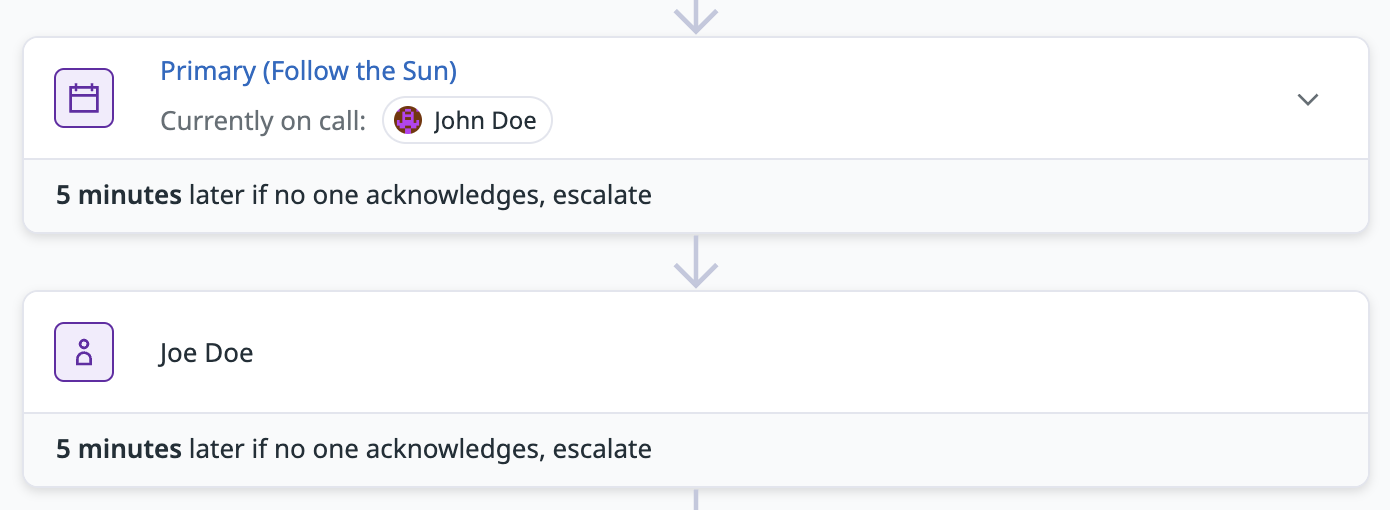 Primary (Follow the Sun)
Currently on call: John Doe
5 minutes later if no one acknowledges, escalate
Joe Doe
5 minutes later if no one acknowledges, escalate